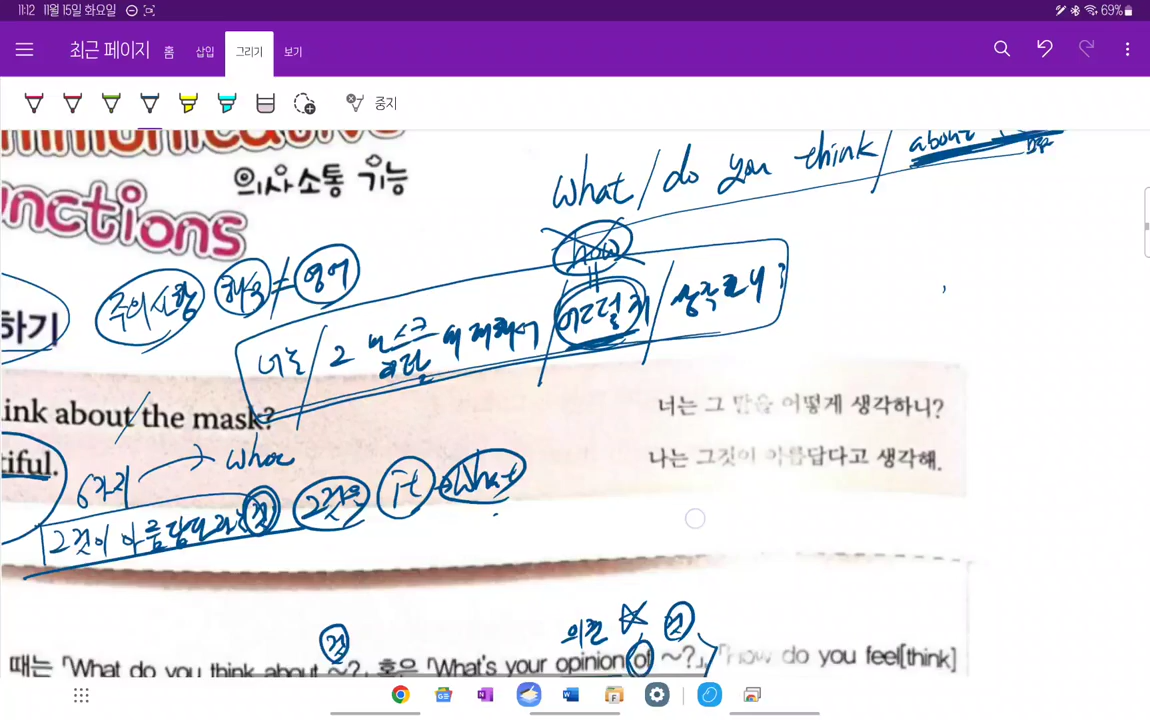 11:12 11월 15일 화요일
69%
최근 페이지 홈 삽입 그리기 보기
중지
mmunicative
의사소통 기능
unctions
What / do you think / about
주의사항 해석 ≠ 영어
how
하기
너는 / 그 마스크 에 대해서 / 어떻게 / 생각하니?
ink about the mask?
너는 그 어떻게 생각하니?
tiful.
나는 그것이 아름답다고 생각해.
6가지
그것이 아름답다라는 것 그것은 it what
것
의견 것
때는 「What do you think about ~?」 혹은 「What's your opinion of ~?」, 「How do you feel[think]